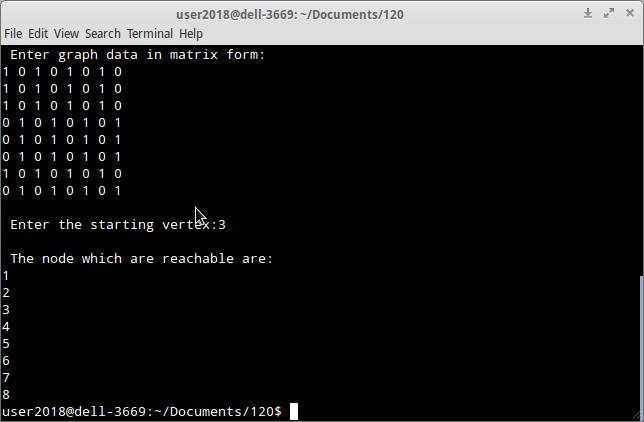 user2018@dell-3669: ~/Documents/120
File Edit View Search Terminal Help
Enter graph data in matrix form:
1 0 1 0 1 0 1 0
1 0 1 0 1 0 1 0
1 0 1 0 1 0 1 0
0 1 0 1 0 1 0 1
0 1 0 1 0 1 0 1
0 1 0 1 0 1 0 1
1 0 1 0 1 0 1 0
0 1 0 1 0 1 0 1
Enter the starting vertex:3
The node which are reachable are:
1
2
3
4
5
6
7
8
user2018@dell-3669:~/Documents/120$